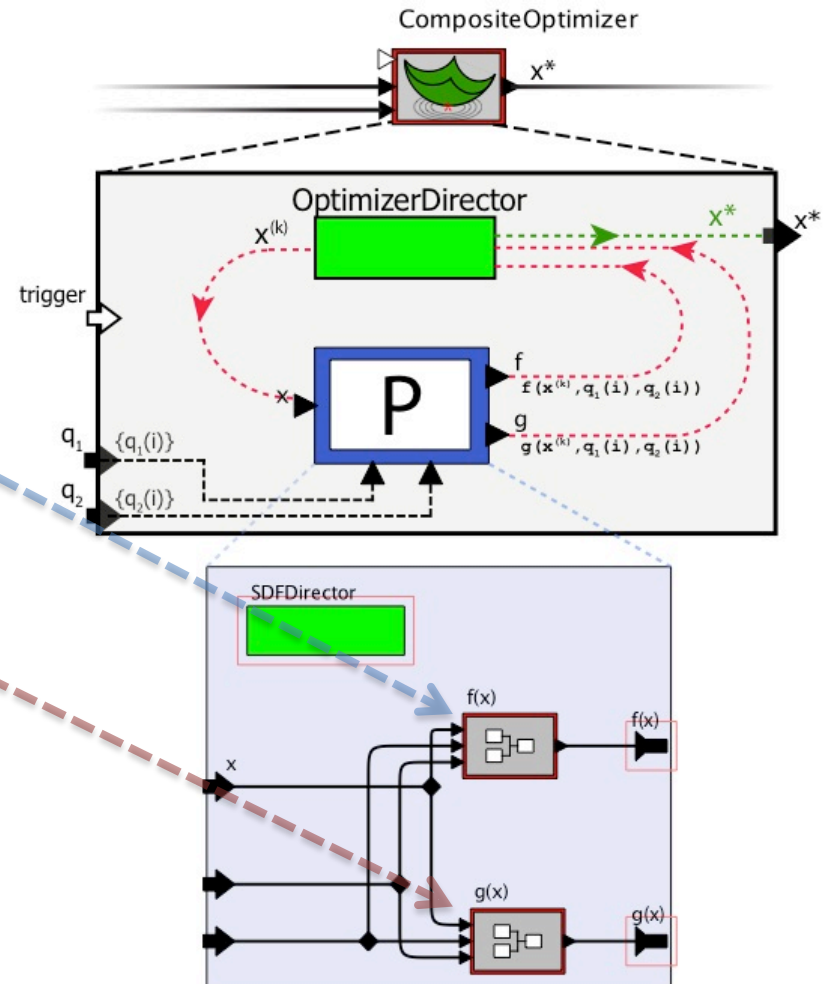 CompositeOptimizer
x*
OptimizerDirector
x(k)
x*
x*
trigger
x
P
f
f(x(k),q1(i),q2(i))
g
g(x(k),q1(i),q2(i))
q1
{q1(i)}
q2
{q2(i)}
SDFDirector
f(x)
f(x)
x
g(x)
g(x)